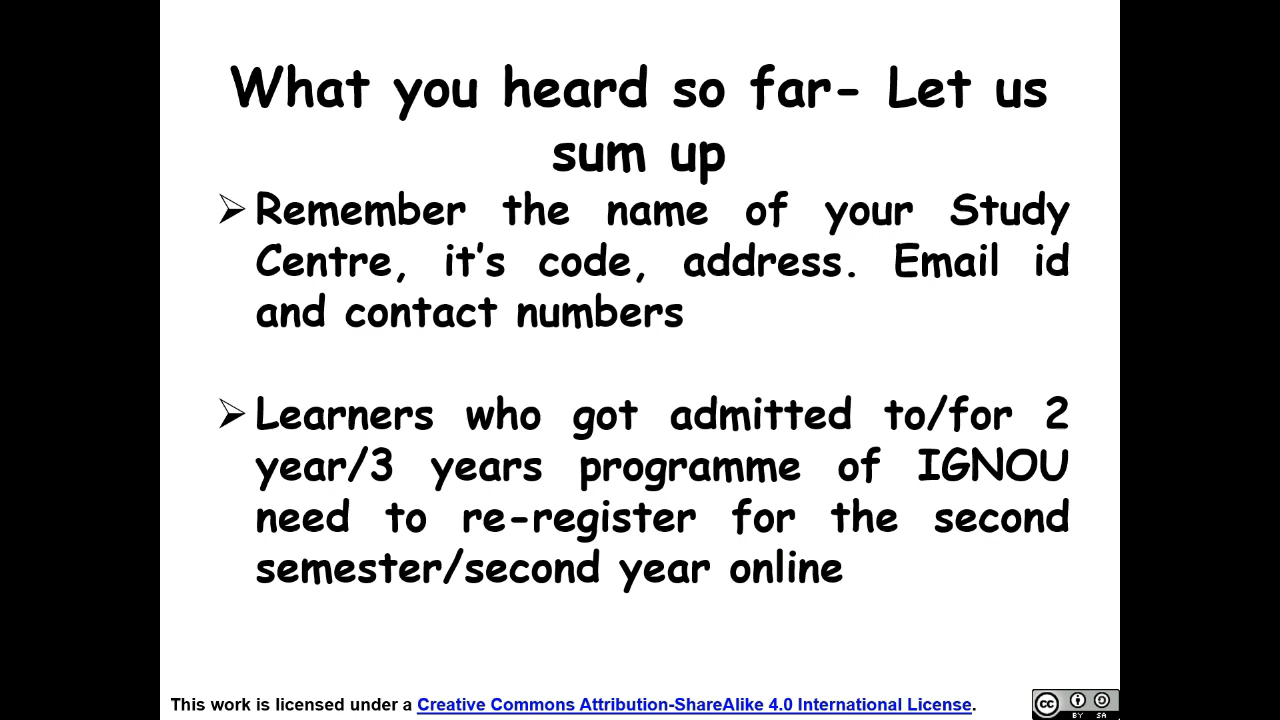 What you heard so far- Let us
sum up
➢Remember the name of your Study
Centre, it's code, address. Email id
and contact numbers
➢Learners who got admitted to/for 2
year/3 years programme of IGNOU
need to re-register for the second
semester/second year online
This work is licensed under a Creative Commons Attribution-ShareAlike 4.0 International License.
cc
BY SA